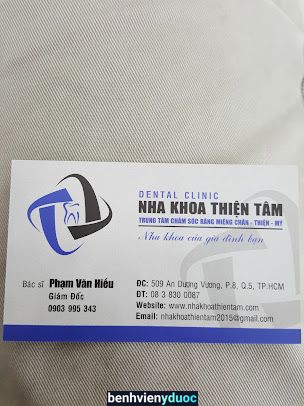 DENTAL CLINIC
NHA KHOA THIỆN TÂM
TRUNG TÂM CHĂM SÓC RĂNG MIỆNG CHÂN - THIỆN - MỸ
Nha khoa của gia đình bạn
Bác sĩ Phạm Văn Hiếu
Giám Đốc
0903 995 343
ĐC: 509 An Dương Vương, P.8, Q.5, TP.HCM
ĐT: 08 3 830 0087
Website: www.nhakhoathientam.com
Email: nhakhoathientam2015@gmail.com
benhvienyduoc